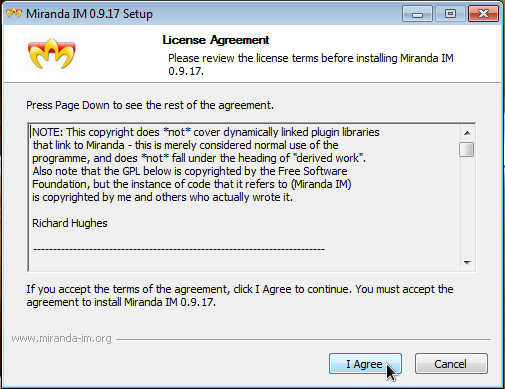 Miranda IM 0.9.17 Setup
License Agreement
Please review the license terms before installing Miranda IM
0.9.17.
Press Page Down to see the rest of the agreement.
NOTE: This copyright does *not* cover dynamically linked plugin libraries
that link to Miranda - this is merely considered normal use of the
programme, and does *not* fall under the heading of "derived work".
Also note that the GPL below is copyrighted by the Free Software
Foundation, but the instance of code that it refers to (Miranda IM)
is copyrighted by me and others who actually wrote it.
Richard Hughes
-----------------------------------------------------------------------
If you accept the terms of the agreement, click I Agree to continue. You must accept the
agreement to install Miranda IM 0.9.17.
www.miranda-im.org
I Agree
Cancel